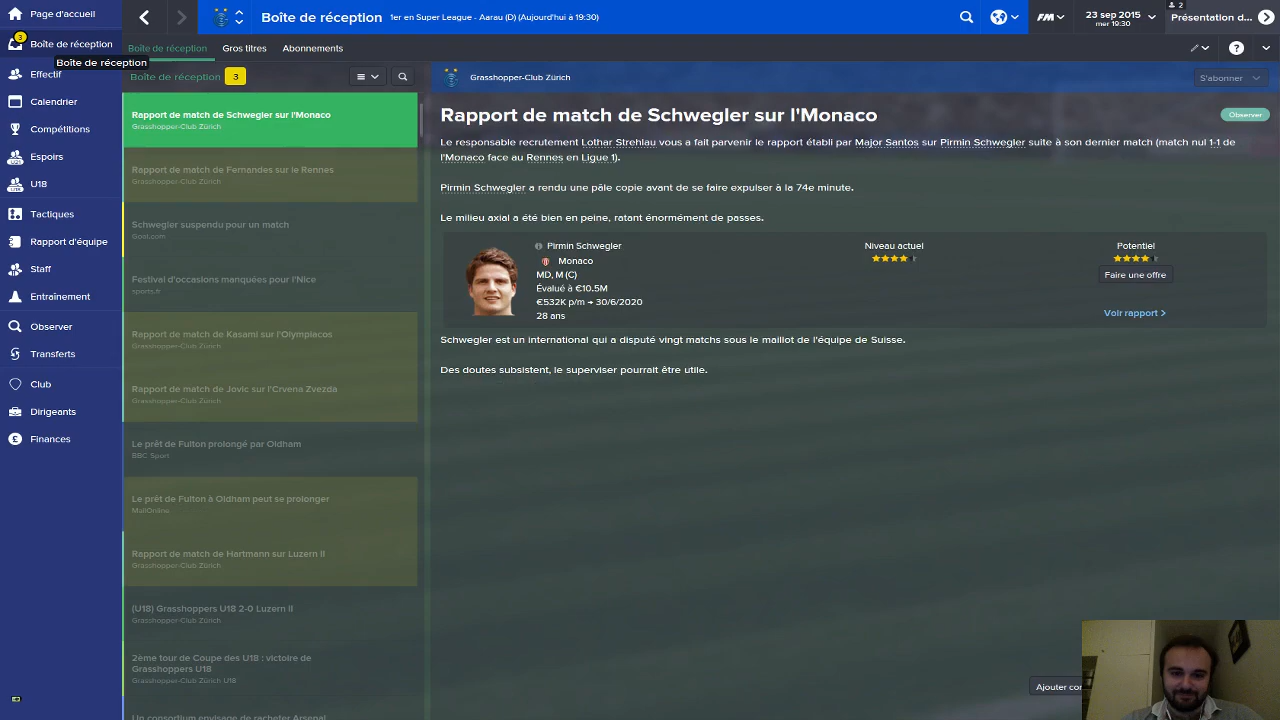 Page d'accueil
3
Boîte de réception
Boîte de réception
Effectif
Calendrier
Compétitions
Espoirs
U18
Tactiques
Rapport d'équipe
Staff
Entraînement
Observer
Transferts
Club
Dirigeants
Finances
Boîte de réception 1er en Super League - Aarau (D) (Aujourd'hui à 19:30)
FM
23 sep 2015
mer 19:30
2
Présentation d...
Boîte de réception Gros titres Abonnements
Boîte de réception 3
Rapport de match de Schwegler sur l'Monaco
Grasshopper-Club Zürich
Rapport de match de Fernandes sur le Rennes
Grasshopper-Club Zürich
Schwegler suspendu pour un match
Goal.com
Festival d'occasions manquées pour l'Nice
sports.fr
Rapport de match de Kasami sur l'Olympiacos
Grasshopper-Club Zürich
Rapport de match de Jovic sur l'Crvena Zvezda
Grasshopper-Club Zürich
Le prêt de Fulton prolongé par Oldham
BBC Sport
Le prêt de Fulton à Oldham peut se prolonger
MailOnline
Rapport de match de Hartmann sur Luzern II
Grasshopper-Club Zürich
(U18) Grasshoppers U18 2-0 Luzern II
Grasshopper-Club Zürich
2ème tour de Coupe des U18 : victoire de
Grasshoppers U18
Grasshopper-Club Zürich U18
Un consortium envisage de racheter Arsenal
Grasshopper-Club Zürich
S'abonner
Rapport de match de Schwegler sur l'Monaco
Observer
Le responsable recrutement Lothar Strehlau vous a fait parvenir le rapport établi par Major Santos sur Pirmin Schwegler suite à son dernier match (match nul 1-1 de
l'Monaco face au Rennes en Ligue 1).
Pirmin Schwegler a rendu une pâle copie avant de se faire expulser à la 74e minute.
Le milieu axial a été bien en peine, ratant énormément de passes.
Pirmin Schwegler
Monaco
MD, M (C)
Évalué à €10.5M
€532K p/m → 30/6/2020
28 ans
Niveau actuel
Potentiel
Faire une offre
Voir rapport >
Schwegler est un international qui a disputé vingt matchs sous le maillot de l'équipe de Suisse.
Des doutes subsistent, le superviser pourrait être utile.
Ajouter con